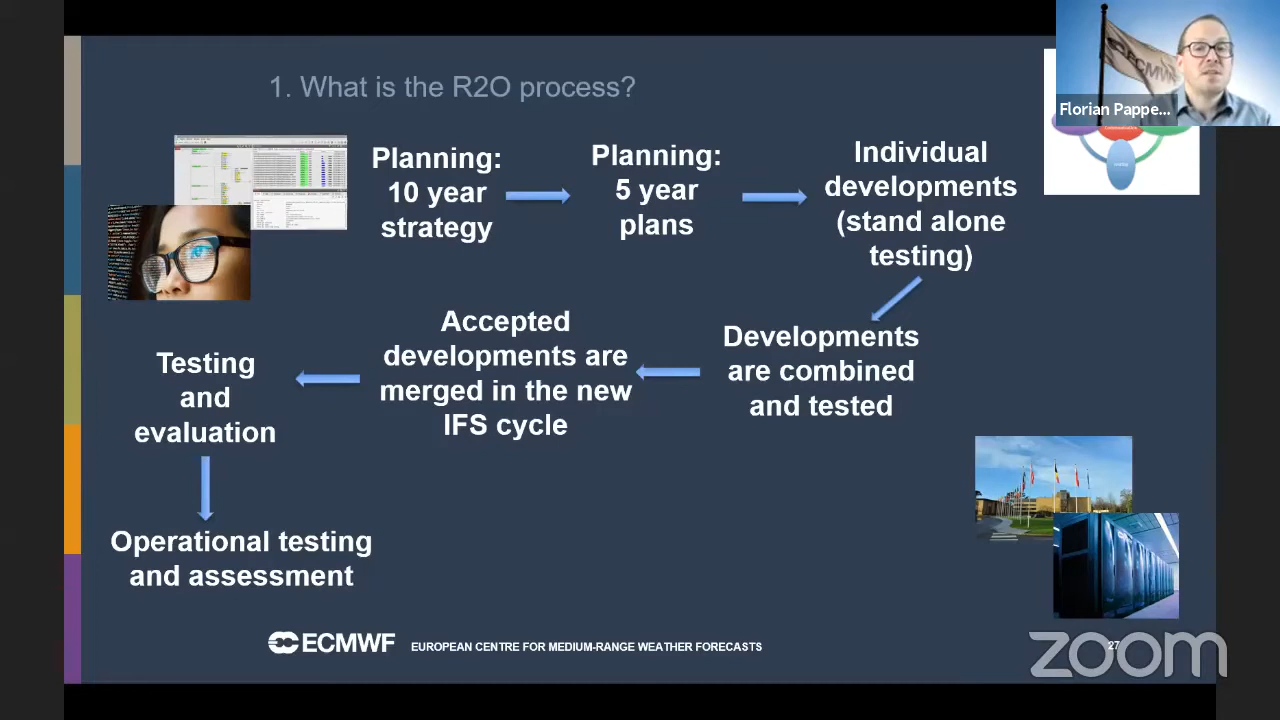 1. What is the R2O process?
Florian Pappe...
Planning:
10 year
strategy
Planning:
5 year
plans
Individual
developments
(stand alone
testing)
Developments
are combined
and tested
Accepted
developments are
merged in the new
IFS cycle
Testing
and
evaluation
Operational testing
and assessment
ECMWF
EUROPEAN CENTRE FOR MEDIUM-RANGE WEATHER FORECASTS
27
zoom
ECMWF